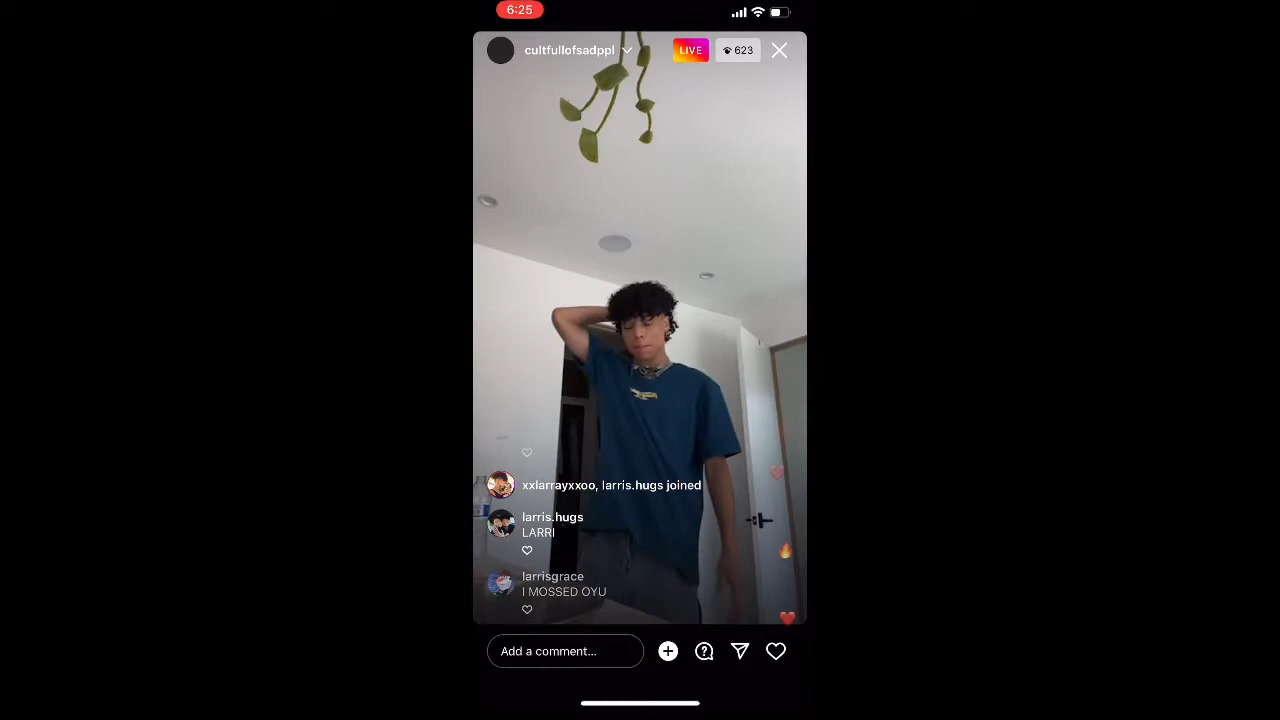 6:25
cultfullofsadppl
LIVE
623
xxlarrayxxoo, larris.hugs joined
larris.hugs
LARRI
larrisgrace
I MOSSED OYU
Add a comment...